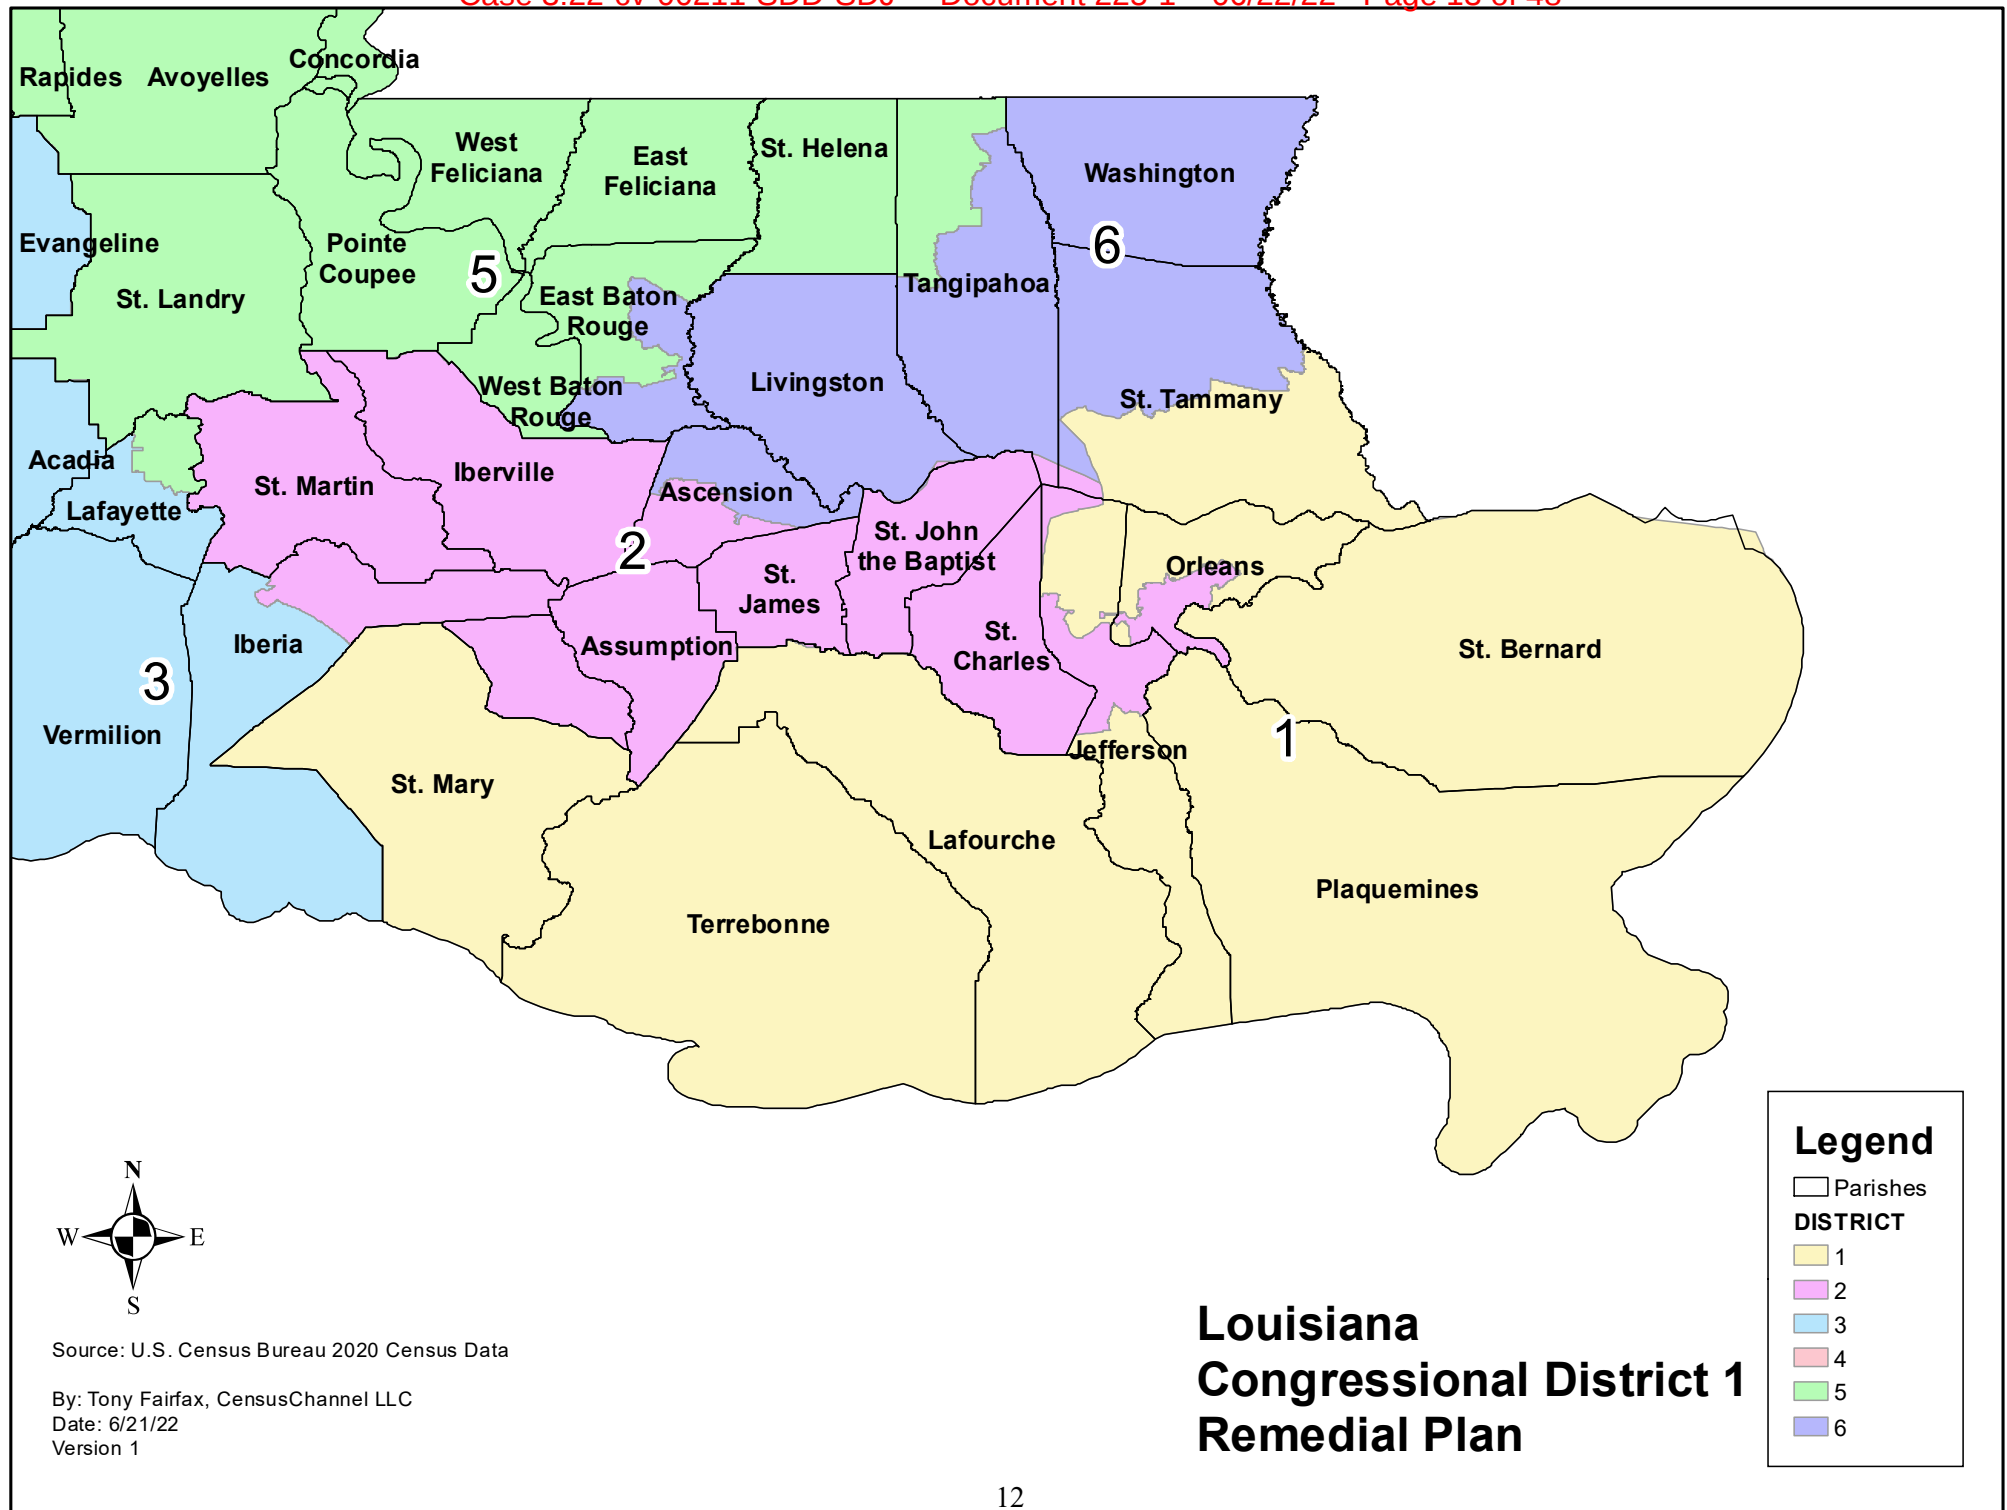 Rapides
Avoyelles
Concordia
West
Feliciana
East
Feliciana
St. Helena
Washington
Evangeline
Pointe
Coupee
5
6
St. Landry
East Baton
Rouge
Tangipahoa
West Baton
Rouge
Livingston
St. Tammany
Acadia
St. Martin
Iberville
Ascension
Lafayette
2
St. John
the Baptist
Orleans
St.
James
Iberia
Assumption
St.
Charles
St. Bernard
3
Vermilion
1
Jefferson
St. Mary
Lafourche
Terrebonne
Plaquemines
N
W
E
S
Legend
Parishes
DISTRICT
1
2
3
4
5
6
Source: U.S. Census Bureau 2020 Census Data
By: Tony Fairfax, CensusChannel LLC
Date: 6/21/22
Version 1
Louisiana
Congressional District 1
Remedial Plan
12